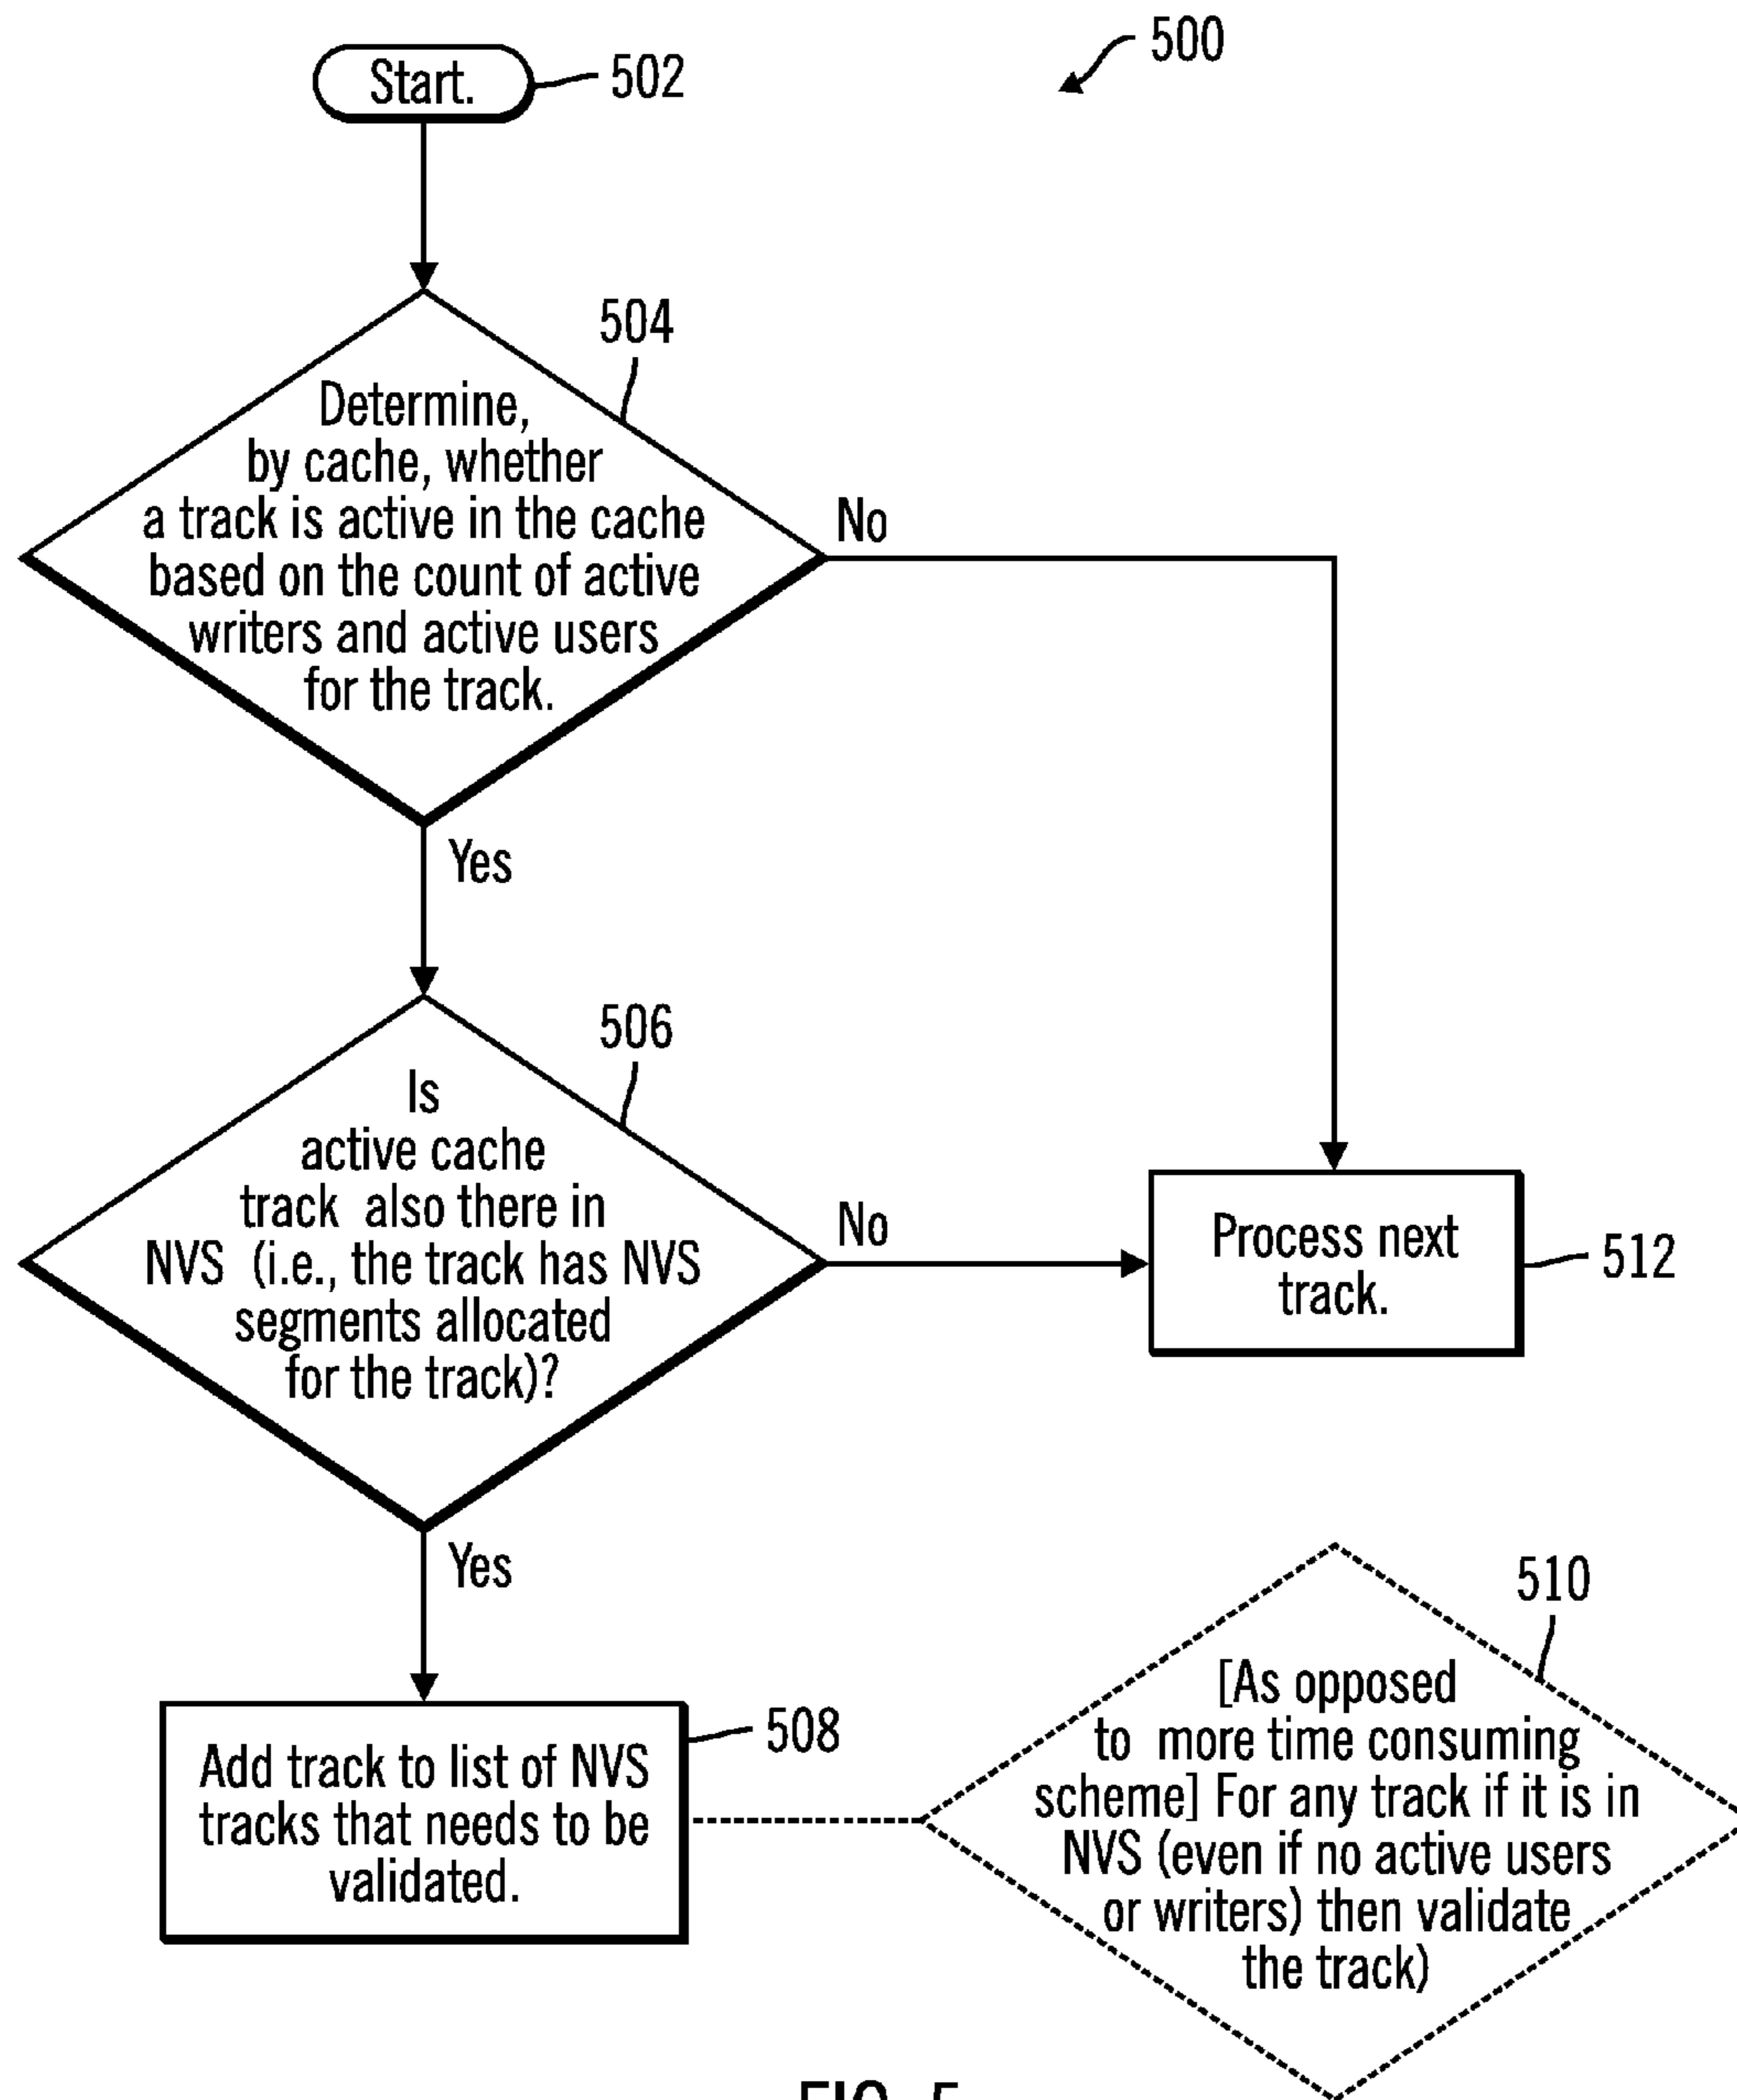 500
Start.
502
504
Determine,
by cache, whether
a track is active in the cache
based on the count of active
writers and active users
for the track.
No
Yes
506
Is
active cache
track also there in
NVS (i.e., the track has NVS
segments allocated
for the track)?
No
Process next
track.
512
Yes
508
Add track to list of NVS
tracks that needs to be
validated.
510
[As opposed
to more time consuming
scheme] For any track if it is in
NVS (even if no active users
or writers) then validate
the track)
FIG. 5